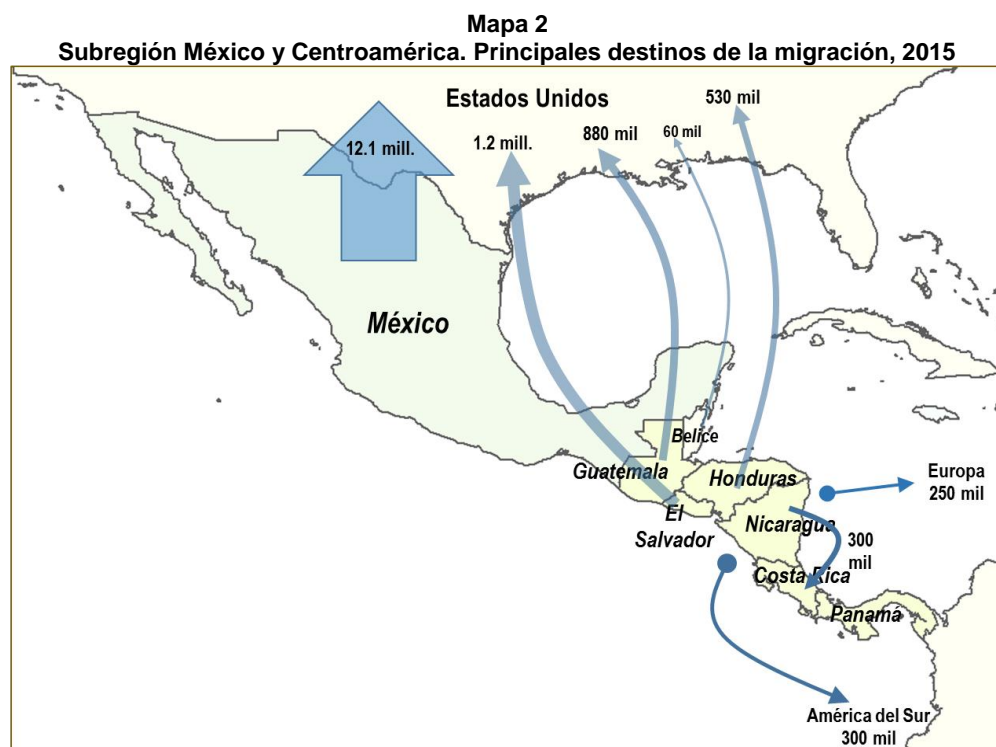 Mapa 2
Subregión México y Centroamérica. Principales destinos de la migración, 2015
Estados Unidos
530 mil
12.1 mill.
1.2 mill.
880 mil
60 mil
México
Belice
Guatemala
Honduras
Europa
250 mil
El
Salvador
Nicaragua
300
mil
Costa Rica
Panamá
América del Sur
300 mil